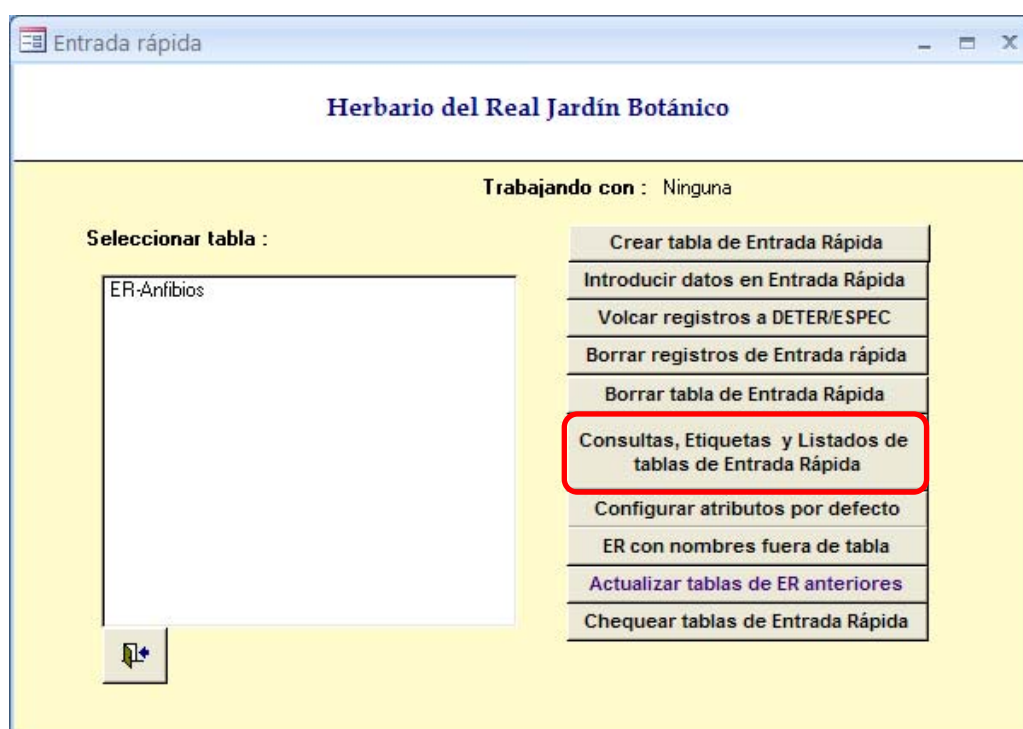 Entrada rápida
Herbario del Real Jardín Botánico
Trabajando con : Ninguna
Seleccionar tabla :
ER-Anfibios
Crear tabla de Entrada Rápida
Introducir datos en Entrada Rápida
Volcar registros a DETER/ESPEC
Borrar registros de Entrada rápida
Borrar tabla de Entrada Rápida
Consultas, Etiquetas y Listados de
tablas de Entrada Rápida
Configurar atributos por defecto
ER con nombres fuera de tabla
Actualizar tablas de ER anteriores
Chequear tablas de Entrada Rápida